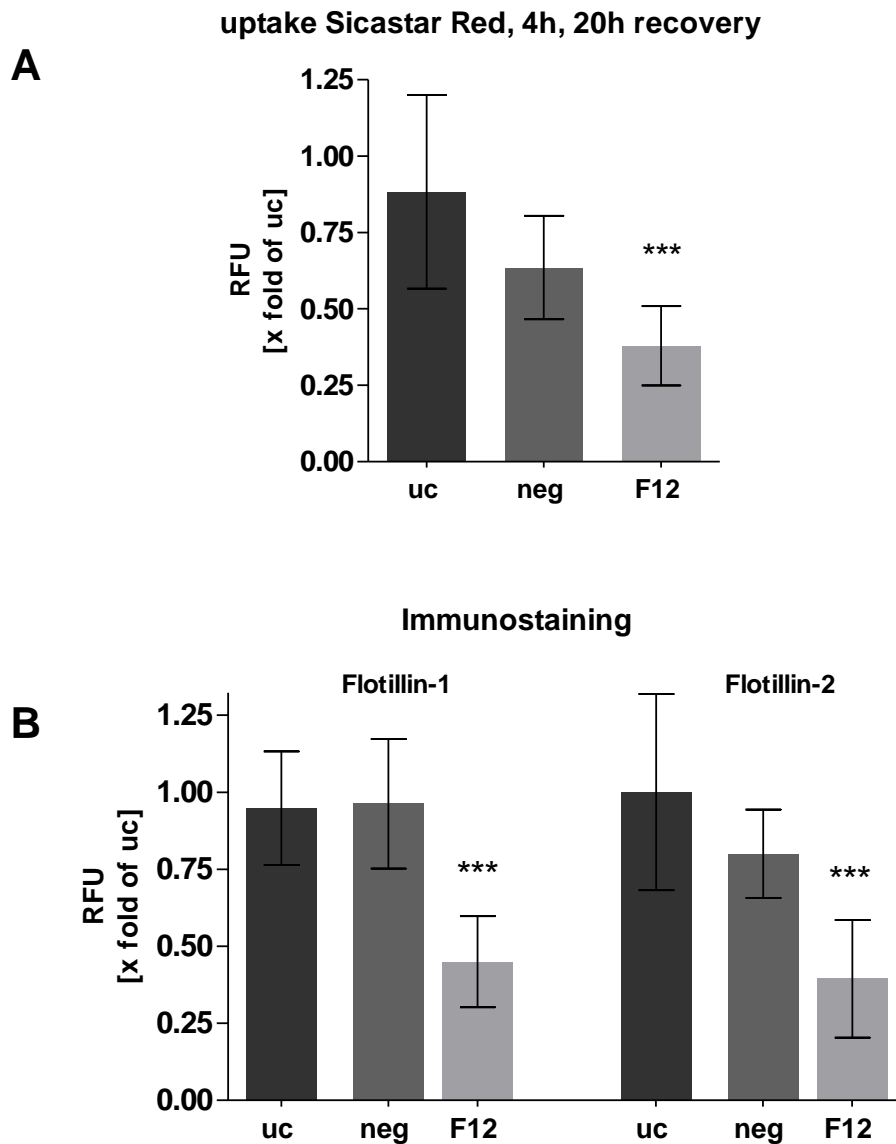 uptake Sicastar Red, 4h, 20h recovery
A
RFU
[x fold of uc]
1.25
1.00
0.75
0.50
0.25
0.00
***
uc neg F12
Immunostaining
B
Flotillin-1 Flotillin-2
RFU
[x fold of uc]
1.25
1.00
0.75
0.50
0.25
0.00
*** ***
uc neg F12 uc neg F12